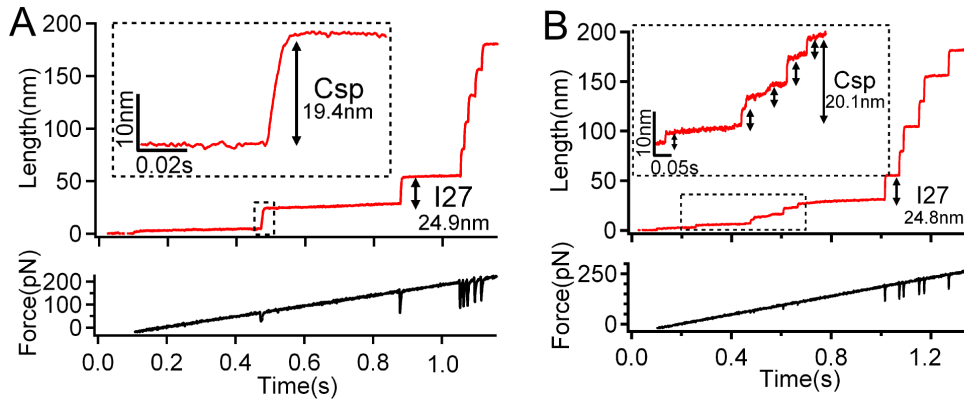 A
B
200
150
100
50
0
Length(nm)
10nm
0.02s
Csp
19.4nm
I27
24.9nm
200
100
0
Force(pN)
0.0
0.2
0.4
0.6
0.8
1.0
Time(s)
200
150
100
50
0
Length(nm)
10nm
0.05s
Csp
20.1nm
I27
24.8nm
250
0
Force(pN)
0.0
0.4
0.8
1.2
Time(s)